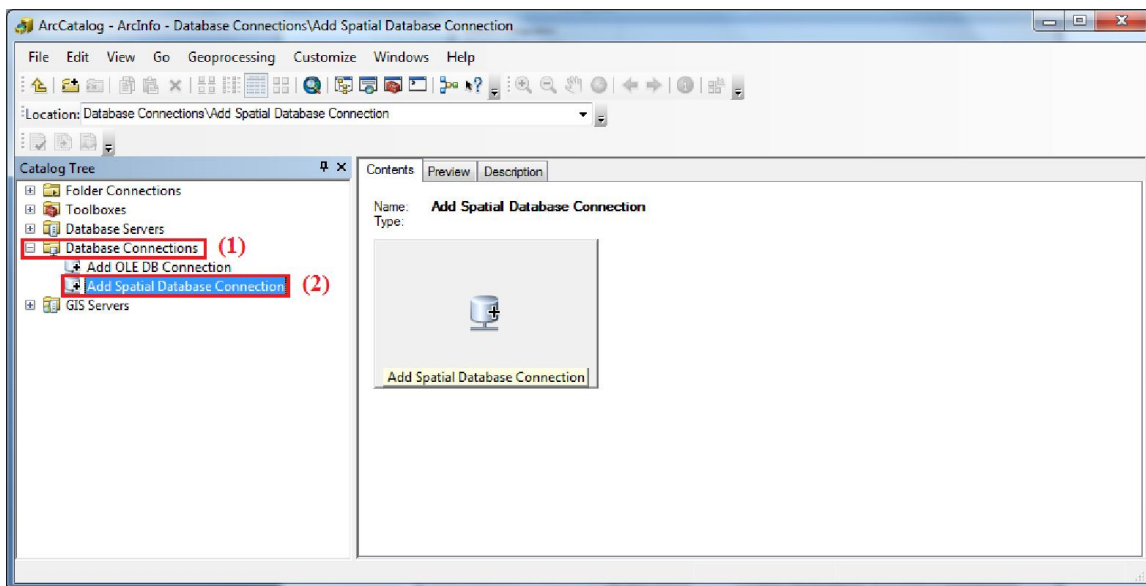 ArcCatalog - ArcInfo - Database Connections\Add Spatial Database Connection
File Edit View Go Geoprocessing Customize Windows Help
Location: Database Connections\Add Spatial Database Connection
Catalog Tree
Contents Preview Description
Folder Connections
Toolboxes
Database Servers
Database Connections (1)
Add OLE DB Connection
Add Spatial Database Connection (2)
GIS Servers
Name: Add Spatial Database Connection
Type:
Add Spatial Database Connection